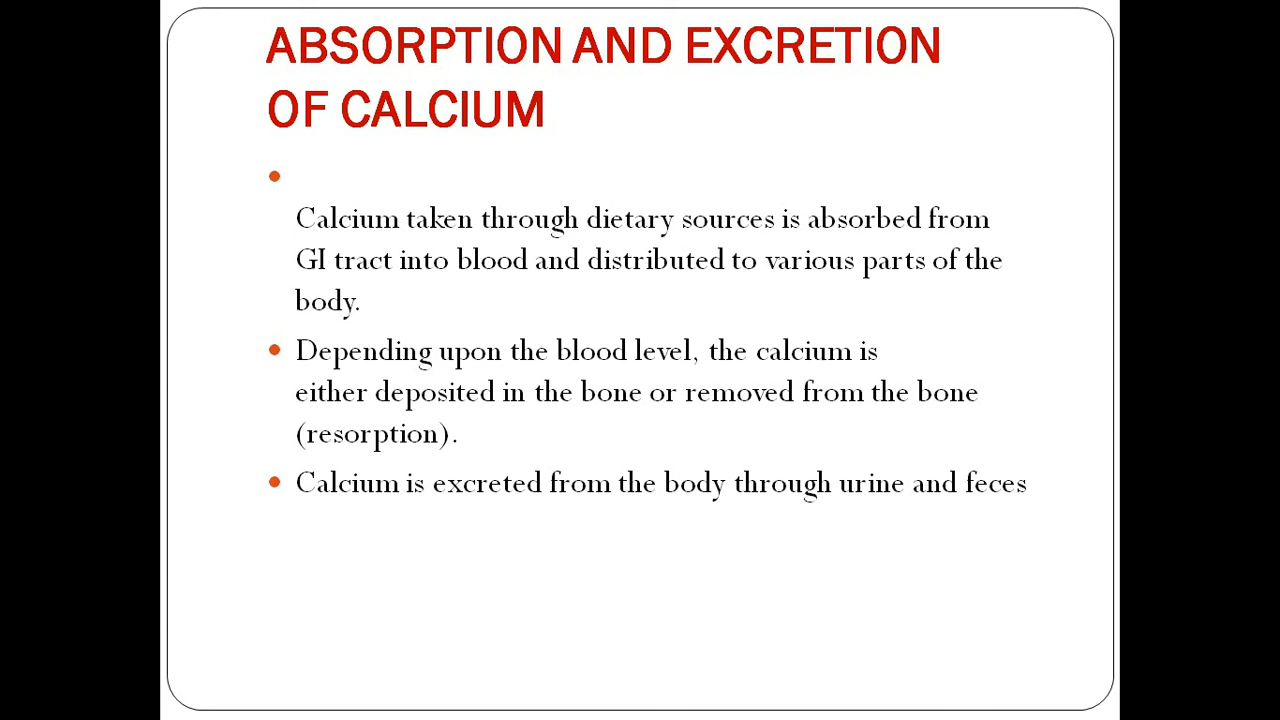 ABSORPTION AND EXCRETION
OF CALCIUM
•
Calcium taken through dietary sources is absorbed from
GI tract into blood and distributed to various parts of the
body.
• Depending upon the blood level, the calcium is
either deposited in the bone or removed from the bone
(resorption).
• Calcium is excreted from the body through urine and feces